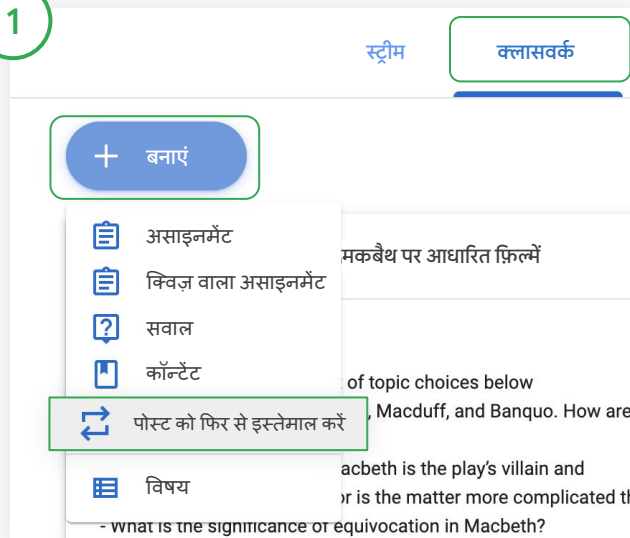 1
स्ट्रीम
क्लासवर्क
बनाएं
असाइनमेंट
मकबैथ पर आधारित फ़िल्में
क्विज़ वाला असाइनमेंट
सवाल
कॉन्टेंट
of topic choices below
पोस्ट को फिर से इस्तेमाल करें
, Macduff, and Banquo. How are
acbeth is the play's villain and
विषय
or is the matter more complicated th
- What is the significance of equivocation in Macbeth?